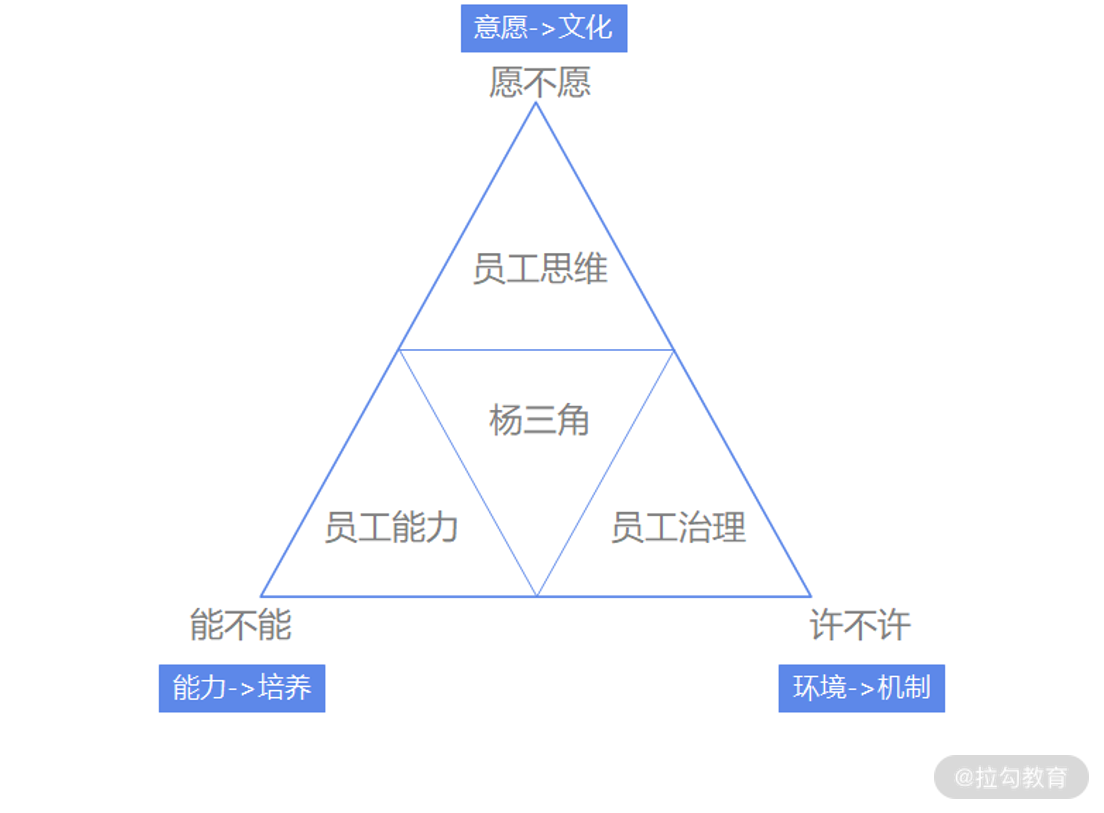 意愿->文化
愿不愿
员工思维
杨三角
员工能力
员工治理
能不能
许不许
能力->培养
环境->机制
@拉勾教育